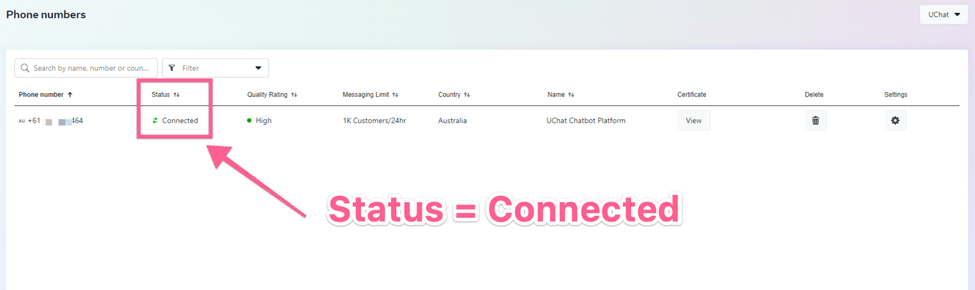 Phone numbers
UChat
Search by name, number or coun...
Filter
Phone number Status Quality Rating Messaging Limit Country Name Certificate Delete Settings
AU +61 464 Connected High 1K Customers/24hr Australia UChat Chatbot Platform View
Status = Connected